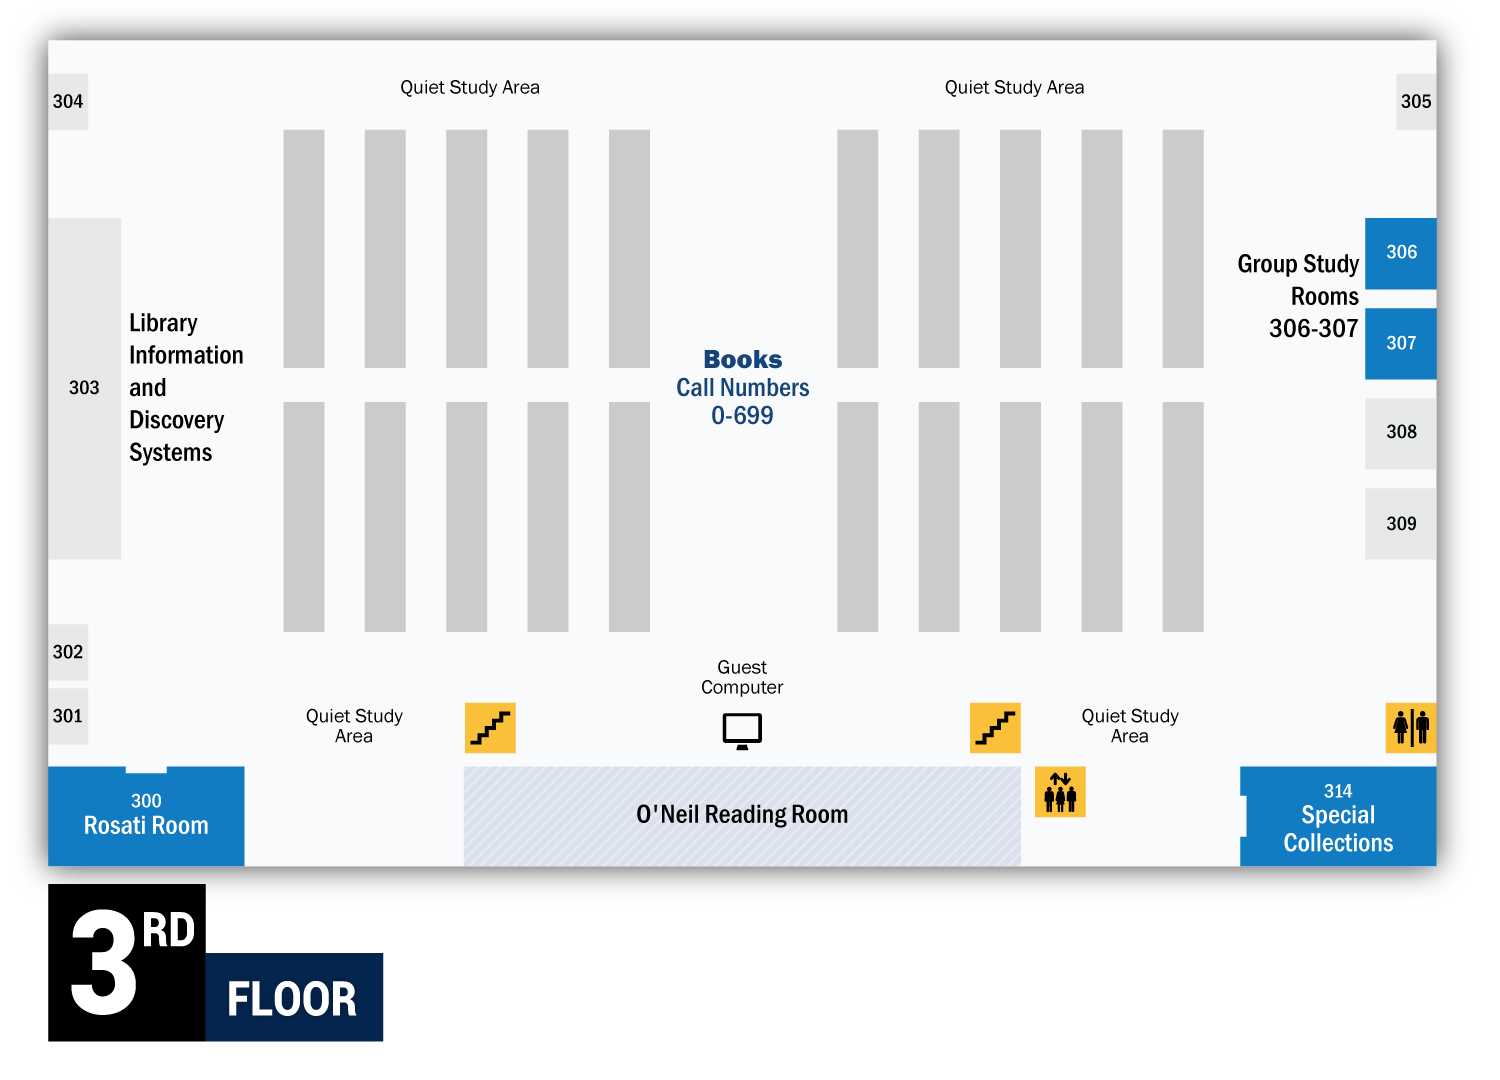 Quiet Study Area
Quiet Study Area
304
305
306
Group Study
Rooms
306-307
307
Library
Information
and
Discovery
Systems
303
Books
Call Numbers
0-699
308
309
302
301
Guest
Computer
Quiet Study
Area
Quiet Study
Area
300
Rosati Room
O'Neil Reading Room
314
Special
Collections
3RD
FLOOR